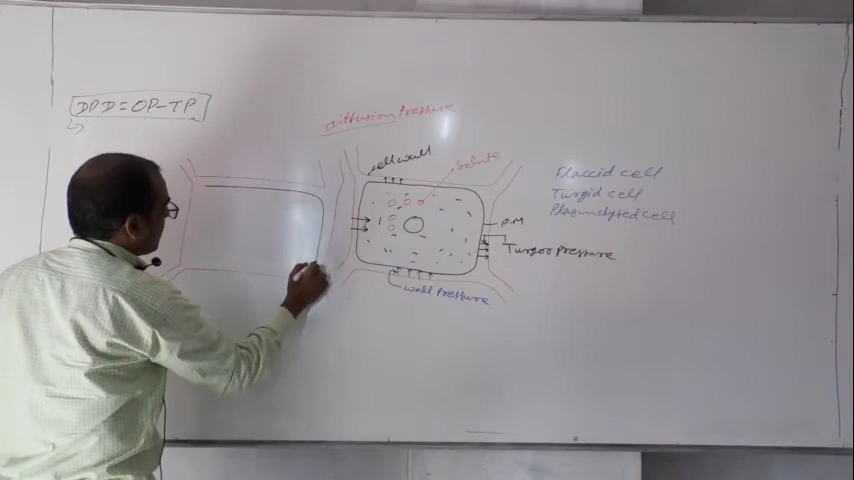 DPD = OP-TP
Diffusion Pressure
cell wall
Solute
Flaccid cell
Turgid cell
Plasmolysed cell
P.M
Turgor Pressure
wall Pressure